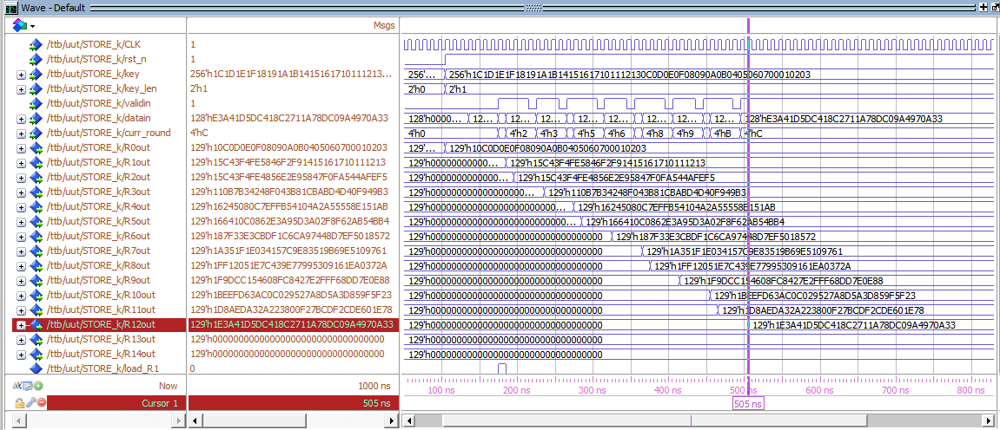 Wave - Default
Msgs
/ttb/uut/STORE_k/CLK 1
/ttb/uut/STORE_k/rst_n 1
/ttb/uut/STORE_k/key 256'h1C1D1E1F18191A1B1415161710111213... 256'... 256'h1C1D1E1F18191A1B14151617101112130C0D0E0F08090A0B0405060700010203
/ttb/uut/STORE_k/key_len 2'h1 2'h0 2'h1
/ttb/uut/STORE_k/validin 1
/ttb/uut/STORE_k/datain 128'hE3A41D5DC418C2711A78DC09A4970A33 128'h0000... 12... 12... 12... 12... 12... 12... 12... 12... 128'hE3A41D5DC418C2711A78DC09A4970A33
/ttb/uut/STORE_k/curr_round 4'hC 4'h0 4'h2 4'h3 4'h5 4'h6 4'h8 4'h9 4'hB 4'hC
/ttb/uut/STORE_k/R0out 129'h10C0D0E0F08090A0B0405060700010203 129'... 129'h10C0D0E0F08090A0B0405060700010203
/ttb/uut/STORE_k/R1out 129'h15C43F4FE5846F2F91415161710111213 129'h00000000000... 129'h15C43F4FE5846F2F91415161710111213
/ttb/uut/STORE_k/R2out 129'h15C43F4FE4856E2E95847F0FA544AFEF5 129'h0000000000000... 129'h15C43F4FE4856E2E95847F0FA544AFEF5
/ttb/uut/STORE_k/R3out 129'h110B7B34248F043B81CBABD4D40F949B3 129'h00000000000000000000... 129'h110B7B34248F043B81CBABD4D40F949B3
/ttb/uut/STORE_k/R4out 129'h16245080C7EFFB54104A2A55558E151AB 129'h000000000000000000000000... 129'h16245080C7EFFB54104A2A55558E151AB
/ttb/uut/STORE_k/R5out 129'h166410C0862E3A95D3A02F8F62AB54BB4 129'h00000000000000000000000000... 129'h166410C0862E3A95D3A02F8F62AB54BB4
/ttb/uut/STORE_k/R6out 129'h187F33E3CBDF1C6CA97448D7EF5018572 129'h000000000000000000000000000000000 129'h187F33E3CBDF1C6CA97448D7EF5018572
/ttb/uut/STORE_k/R7out 129'h1A351F1E034157C9E83519B69E5109761 129'h000000000000000000000000000000000 129'h1A351F1E034157C9E83519B69E5109761
/ttb/uut/STORE_k/R8out 129'h1FF12051E7C439E77995309161EA0372A 129'h000000000000000000000000000000000 129'h1FF12051E7C439E77995309161EA0372A
/ttb/uut/STORE_k/R9out 129'h1F9DCC154608FC8427E2FFF68DD7E0E88 129'h000000000000000000000000000000000 129'h1F9DCC154608FC8427E2FFF68DD7E0E88
/ttb/uut/STORE_k/R10out 129'h1BEEFD63AC0C029527A8D5A3D859F5F23 129'h000000000000000000000000000000000 129'h1BEEFD63AC0C029527A8D5A3D859F5F23
/ttb/uut/STORE_k/R11out 129'h1D8AEDA32A223800F27BCDF2CDE601E78 129'h000000000000000000000000000000000 129'h1D8AEDA32A223800F27BCDF2CDE601E78
/ttb/uut/STORE_k/R12out 129'h1E3A41D5DC418C2711A78DC09A4970A33 129'h000000000000000000000000000000000 129'h1E3A41D5DC418C2711A78DC09A4970A33
/ttb/uut/STORE_k/R13out 129'h000000000000000000000000000000000 129'h000000000000000000000000000000000
/ttb/uut/STORE_k/R14out 129'h000000000000000000000000000000000 129'h000000000000000000000000000000000
/ttb/uut/STORE_k/load_R1 0
Now 1000 ns 100 ns 200 ns 300 ns 400 ns 500 ns 600 ns 700 ns 800 ns
Cursor 1 505 ns 505 ns